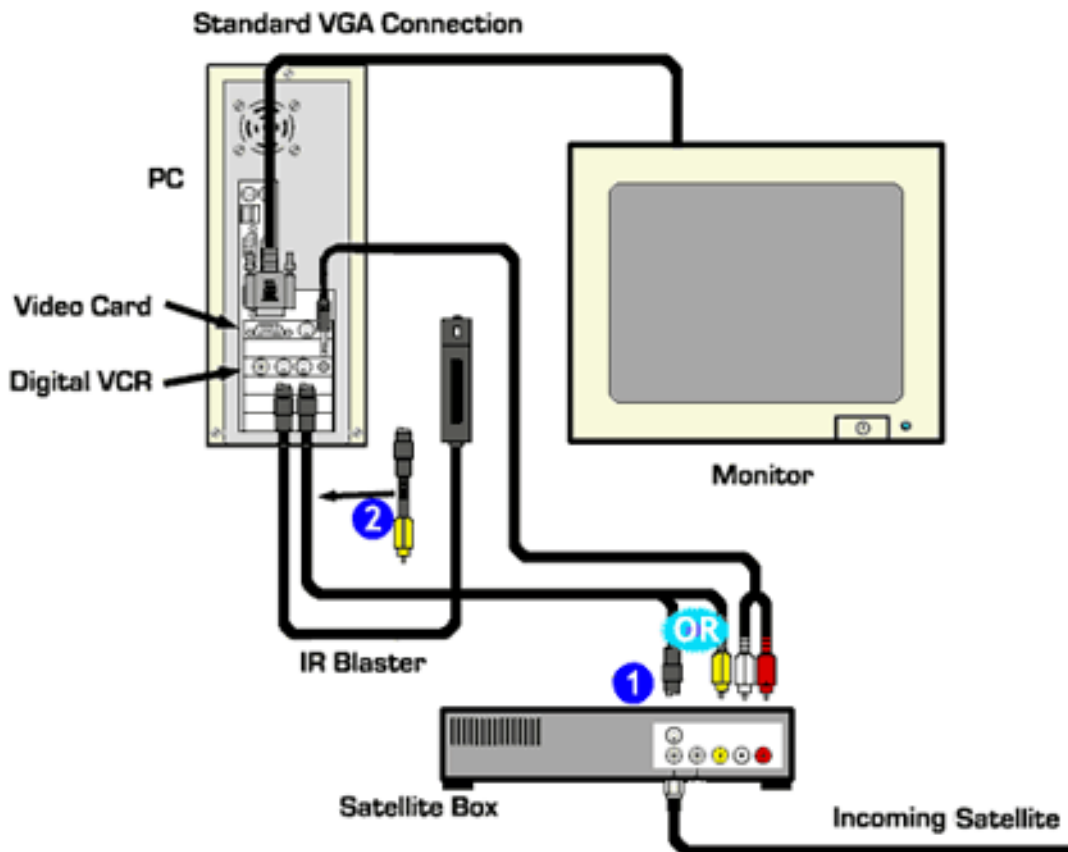 Standard VGA Connection
PC
Video Card
Digital VCR
Monitor
2
OR
IR Blaster
1
Satellite Box
Incoming Satellite